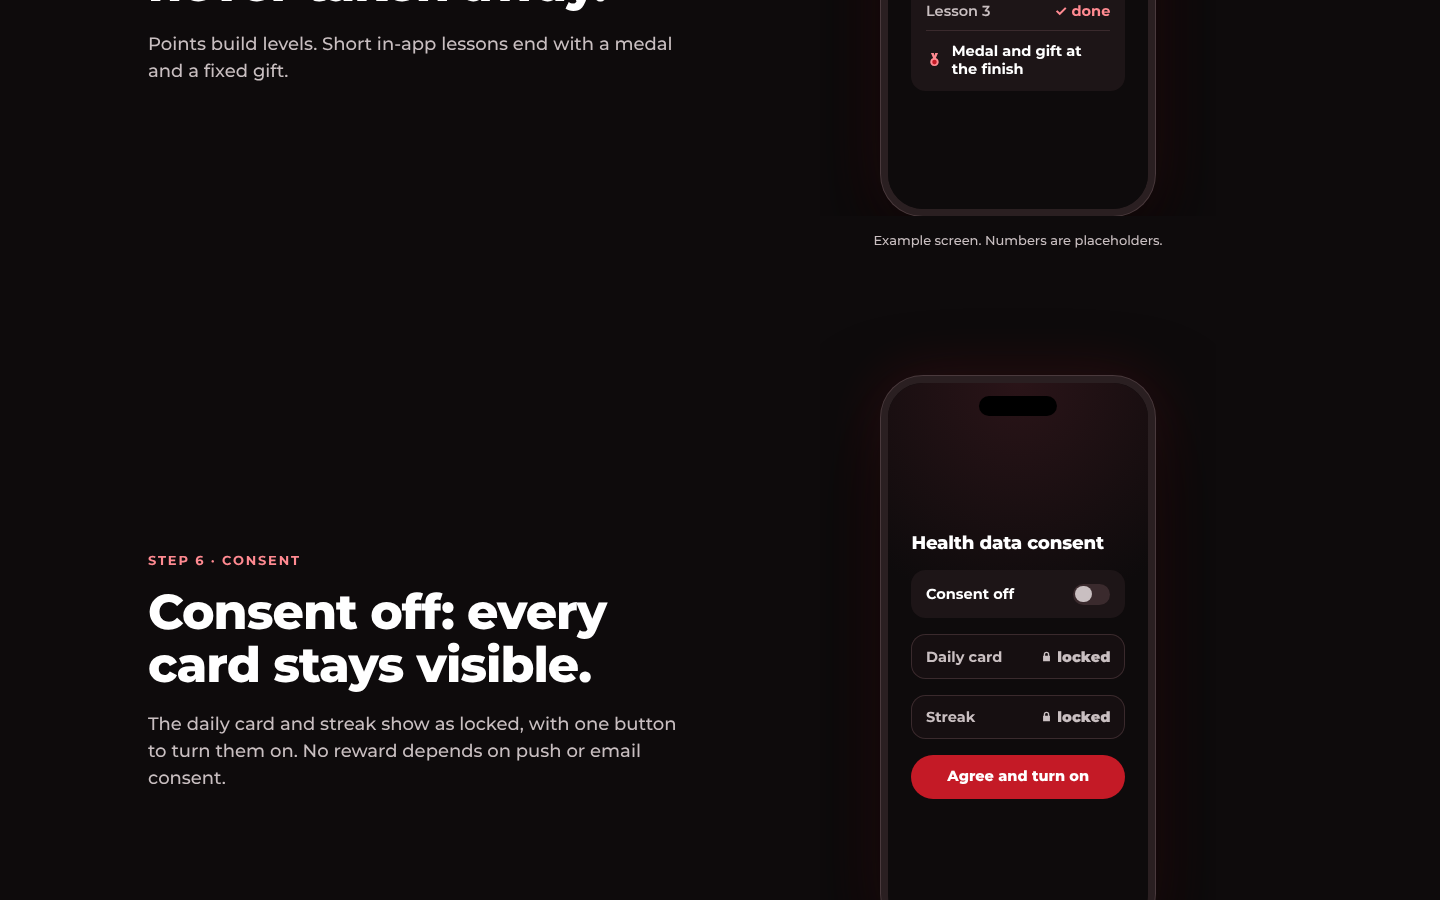 Points build levels. Short in-app lessons end with a medal
and a fixed gift.
Lesson 3 ✓ done
Medal and gift at
the finish
Example screen. Numbers are placeholders.
STEP 6 · CONSENT
Consent off: every
card stays visible.
The daily card and streak show as locked, with one button
to turn them on. No reward depends on push or email
consent.
Health data consent
Consent off
Daily card locked
Streak locked
Agree and turn on